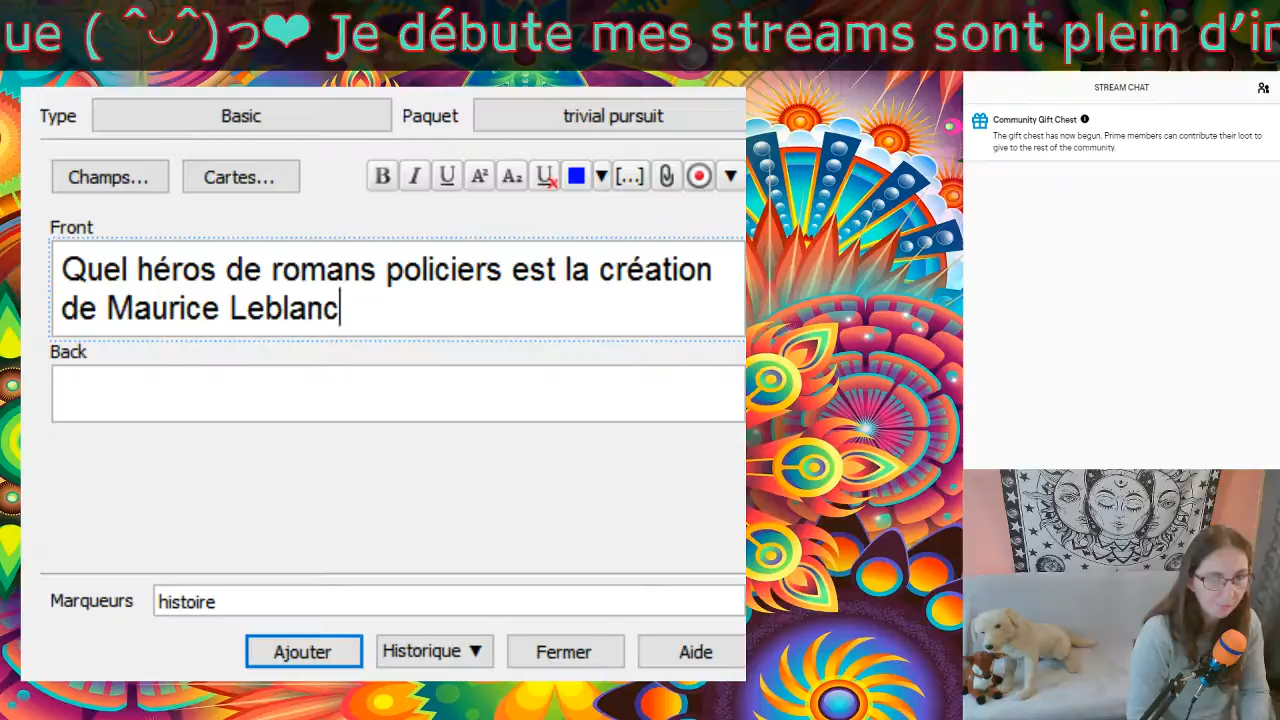 ue ( ˆ⌣ˆ)っ❤ Je débute mes streams sont plein d’i
Type Basic Paquet trivial pursuit
Champs... Cartes... B I U A² A₂ U [...]
Front
Quel héros de romans policiers est la création
de Maurice Leblanc
Back
Marqueurs histoire
Ajouter Historique ▼ Fermer Aide
STREAM CHAT
Community Gift Chest
The gift chest has now begun. Prime members can contribute their loot to
give to the rest of the community.